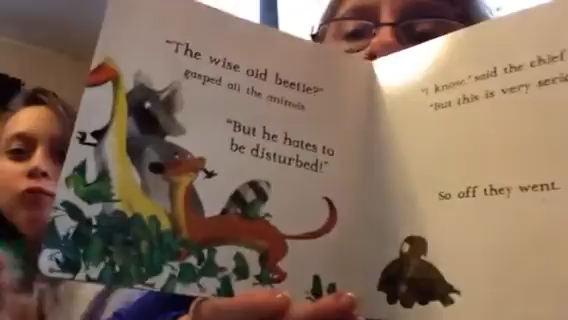 "The wise old beetle?"
gasped all the animals
"But he hates to
be disturbed!"
"I know," said the chief
"But this is very
So off they went.